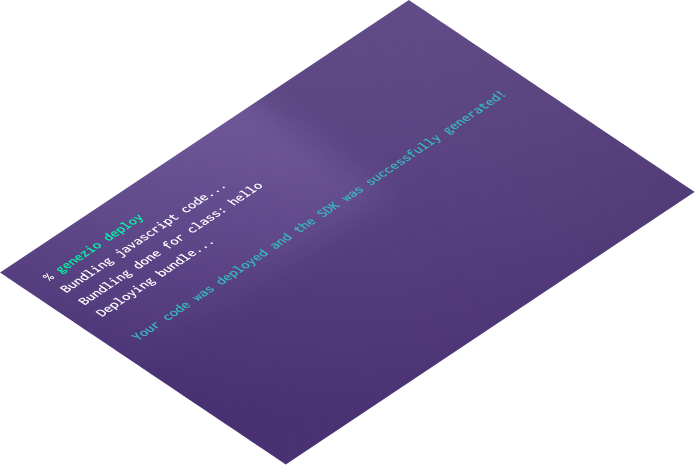 % genezio deploy
Bundling javascript code...
Bundling done for class: hello
Deploying bundle...
Your code was deployed and the SDK was successfully generated!